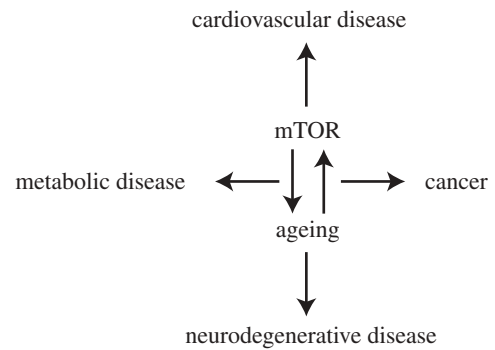 cardiovascular disease
mTOR
metabolic disease
cancer
ageing
neurodegenerative disease